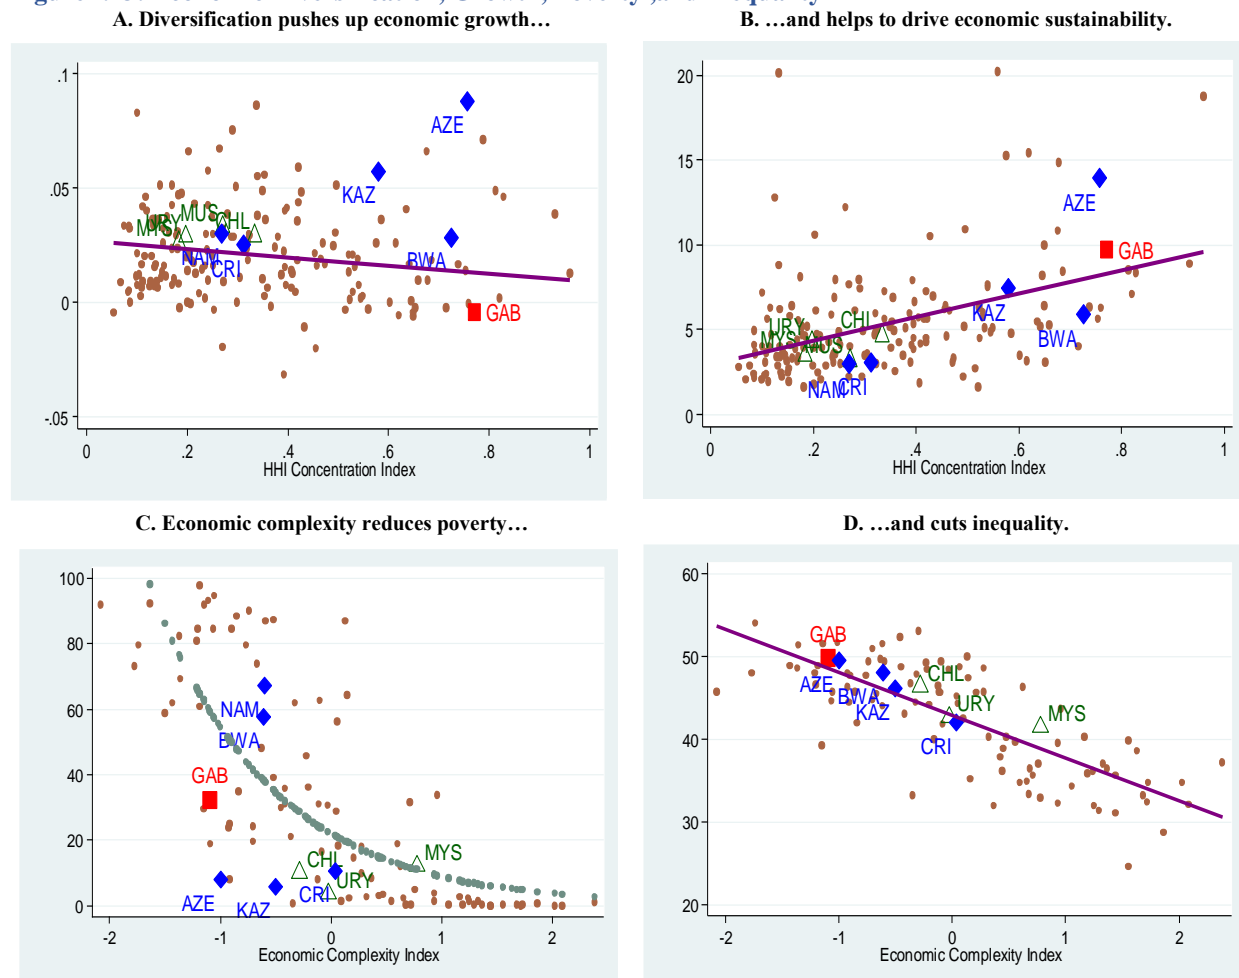 A. Diversification pushes up economic growth…
B. …and helps to drive economic sustainability.
.1
.05
0
-.05
AZE
KAZ
MUS
URY
CHL
MYS
NAM
CRI
BWA
GAB
0
.2
.4
.6
.8
1
HHI Concentration Index
20
15
10
5
0
AZE
GAB
KAZ
CHL
URY
MYS
MUS
BWA
NAM
CRI
0
.2
.4
.6
.8
1
HHI Concentration Index
C. Economic complexity reduces poverty…
D. …and cuts inequality.
100
80
60
40
20
0
NAM
BWA
GAB
CHL
MYS
CRI
URY
AZE
KAZ
-2
-1
0
1
2
Economic Complexity Index
60
50
40
30
20
GAB
CHL
AZE
BWA
URY
KAZ
MYS
CRI
-2
-1
0
1
2
Economic Complexity Index